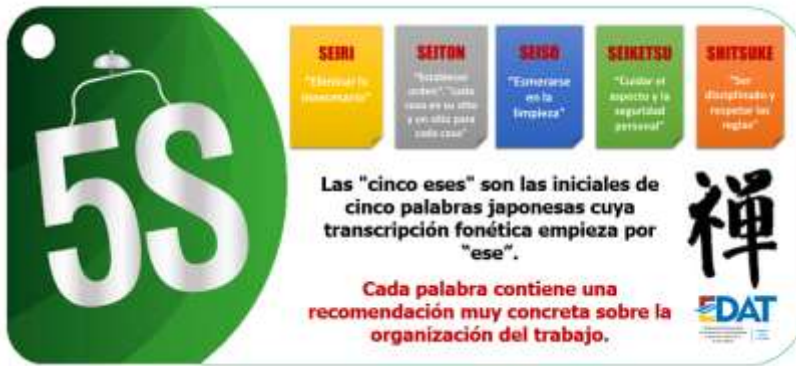 5S
SEIRI
"Eliminar lo
innecesario"
SEITON
"Establecer
orden", "cada
cosa en su sitio
y un sitio para
cada cosa"
SEISO
"Esmerarse
en la
limpieza"
SEIKETSU
"Cuidar el
aspecto y la
seguridad
personal"
SHITSUKE
"Ser
disciplinado y
respetar las
reglas"
Las "cinco eses" son las iniciales de
cinco palabras japonesas cuya
transcripción fonética empieza por
"ese".
Cada palabra contiene una
recomendación muy concreta sobre la
organización del trabajo.
禅
EDAT